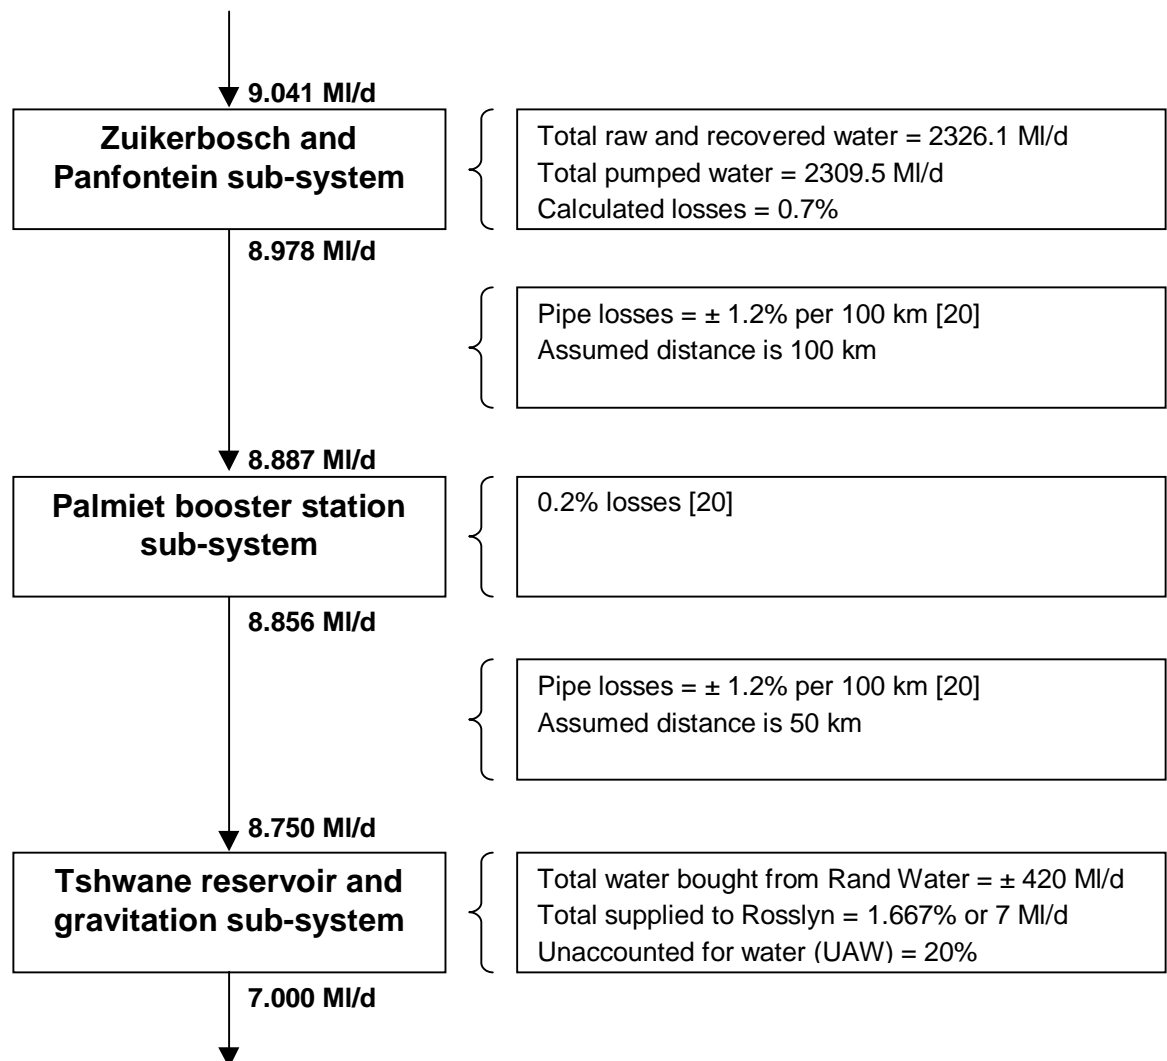 9.041 Ml/d
Zuikerbosch and
Panfontein sub-system
Total raw and recovered water = 2326.1 Ml/d
Total pumped water = 2309.5 Ml/d
Calculated losses = 0.7%
8.978 Ml/d
Pipe losses = ± 1.2% per 100 km [20]
Assumed distance is 100 km
8.887 Ml/d
Palmiet booster station
sub-system
0.2% losses [20]
8.856 Ml/d
Pipe losses = ± 1.2% per 100 km [20]
Assumed distance is 50 km
8.750 Ml/d
Tshwane reservoir and
gravitation sub-system
Total water bought from Rand Water = ± 420 Ml/d
Total supplied to Rosslyn = 1.667% or 7 Ml/d
Unaccounted for water (UAW) = 20%
7.000 Ml/d